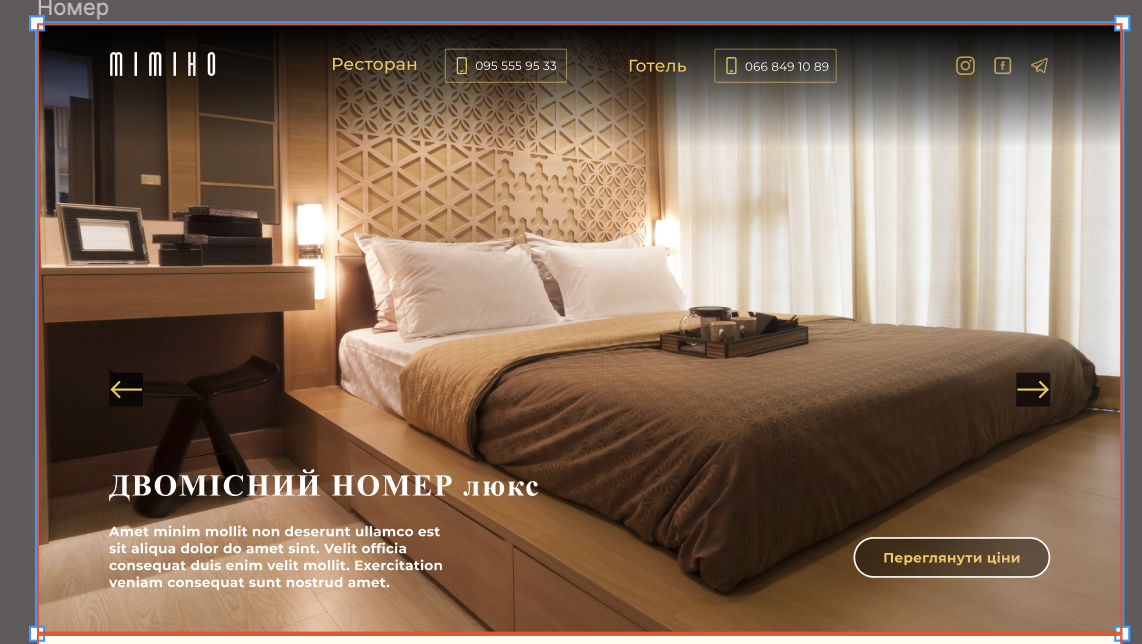 Номер
MIMIHO
Ресторан
095 555 95 33
Готель
066 849 10 89
ДВОМІСНИЙ НОМЕР люкс
Amet minim mollit non deserunt ullamco est
sit aliqua dolor do amet sint. Velit officia
consequat duis enim velit mollit. Exercitation
veniam consequat sunt nostrud amet.
Переглянути ціни